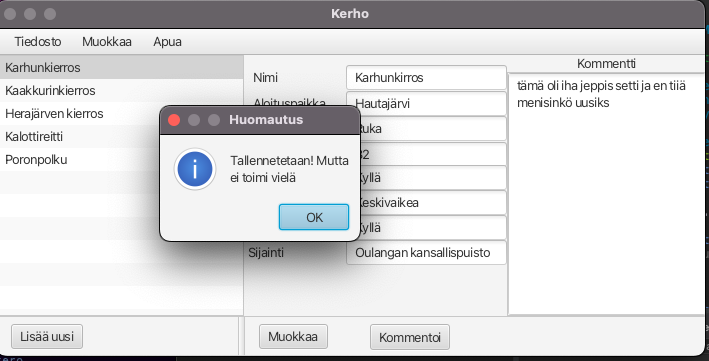 Kerho
Tiedosto Muokkaa Apua
Karhunkierros
Kaakkurinkierros
Herajärven kierros
Kalottireitti
Poronpolku
Nimi Karhunkirros
Aloituspaikka Hautajärvi
Ruka
82
Kyllä
Keskivaikea
Kyllä
Sijainti Oulangan kansallispuisto
Kommentti
tämä oli iha jeppis setti ja en tiiä
menisinkö uusiks
Huomautus
Tallennetetaan! Mutta
ei toimi vielä
OK
Lisää uusi
Muokkaa
Kommentoi